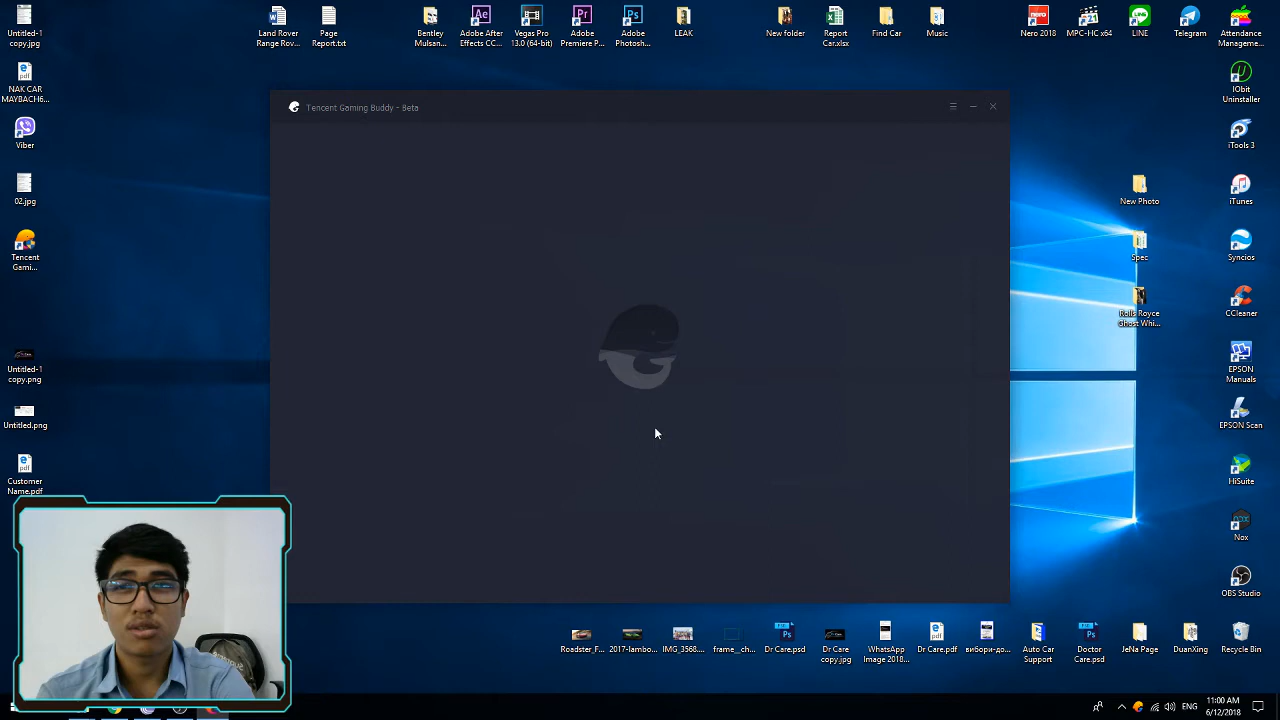 Untitled-1
copy.jpg
Land Rover
Range Rov...
Page
Report.txt
Bentley
Mulsan...
Adobe After
Effects CC...
Vegas Pro
13.0 (64-bit)
Adobe
Premiere P...
Adobe
Photosh...
LEAK
New folder
Report
Car.xlsx
Find Car
Music
Nero 2018
MPC-HC x64
LINE
Telegram
Attendance
Manageme...
NAK CAR
MAYBACH6...
IObit
Uninstaller
Tencent Gaming Buddy - Beta
Viber
iTools 3
02.jpg
New Photo
iTunes
Tencent
Gami...
Spec
Syncios
Rolls Royce
Ghost Whi...
CCleaner
Untitled-1
copy.png
EPSON
Manuals
Untitled.png
EPSON Scan
Customer
Name.pdf
HiSuite
Nox
OBS Studio
Roadster_F...
2017-lambo...
IMG_3568....
frame__ch...
Dr Care.psd
Dr Care
copy.jpg
WhatsApp
Image 2018...
Dr Care.pdf
вибори-до...
Auto Car
Support
Doctor
Care.psd
JaNa Page
DuanXing
Recycle Bin
ENG
11:00 AM
6/12/2018